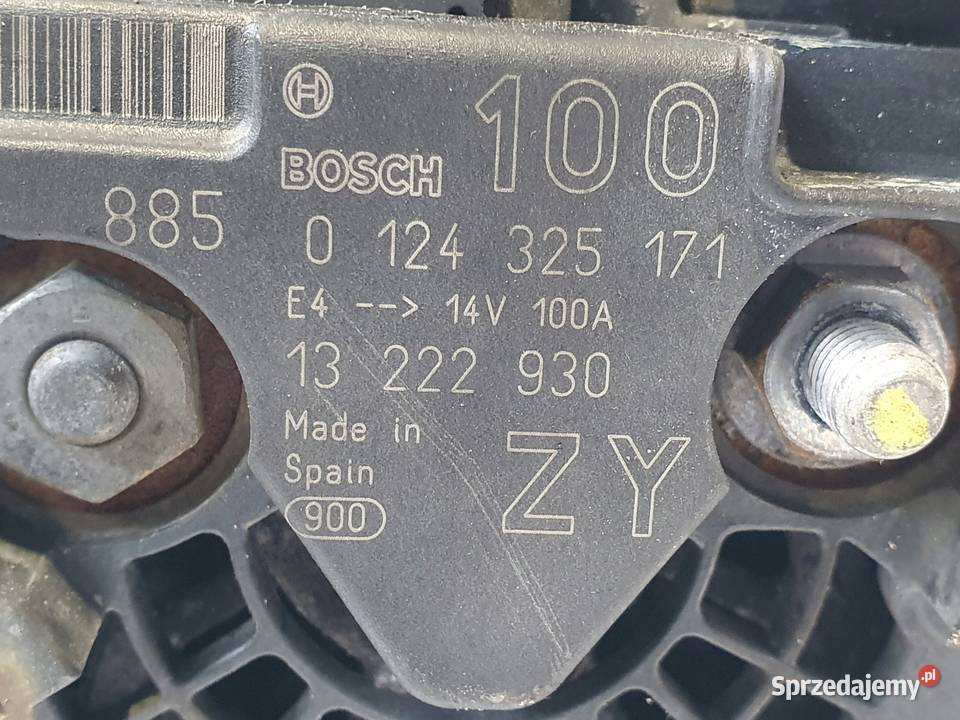 100
BOSCH
885
0 124 325 171
E4 --> 14V 100A
13 222 930
Made in
Spain
900
ZY
Sprzedajemy.pl